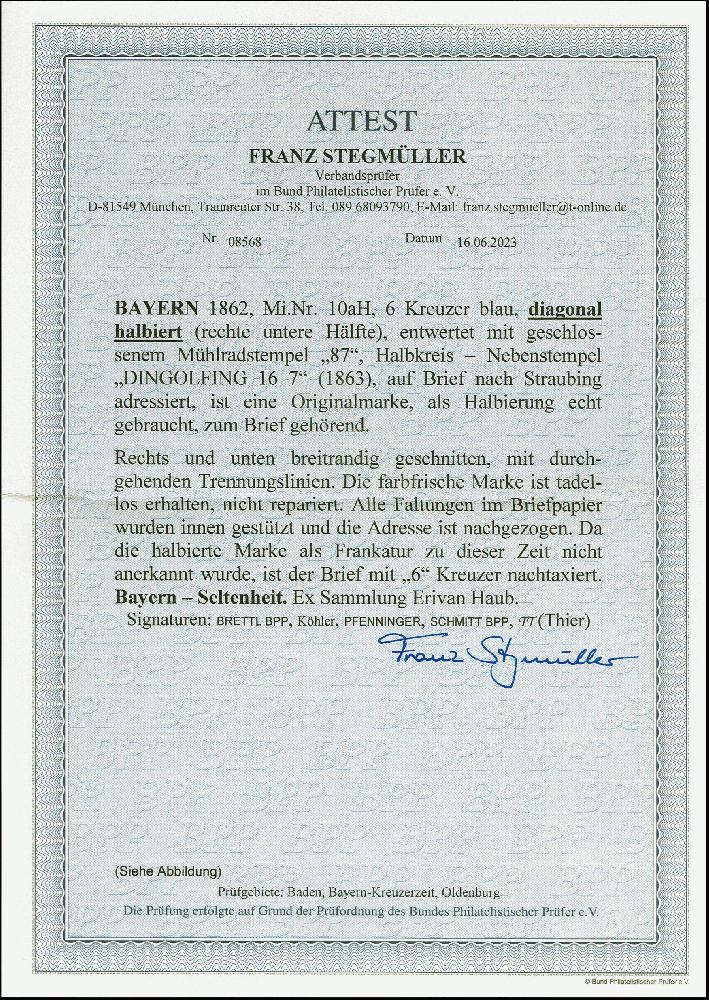 ATTEST
FRANZ STEGMÜLLER
Verbandsprüfer
im Bund Philatelistischer Prüfer e. V.
D-81549 München, Traunreuter Str. 38, Tel. 089 68093790, E-Mail: franz.stegmueller@t-online.de
Nr. 08568 Datum 16.06.2023
BAYERN 1862, Mi.Nr. 10aH, 6 Kreuzer blau, diagonal
halbiert (rechte untere Hälfte), entwertet mit geschlos-
senem Mühlradstempel „87“, Halbkreis – Nebenstempel
„DINGOLFING 16 7“ (1863), auf Brief nach Straubing
adressiert, ist eine Originalmarke, als Halbierung echt
gebraucht, zum Brief gehörend.
Rechts und unten breitrandig geschnitten, mit durch-
gehenden Trennungslinien. Die farbfrische Marke ist tadel-
los erhalten, nicht repariert. Alle Faltungen im Briefpapier
wurden innen gestützt und die Adresse ist nachgezogen. Da
die halbierte Marke als Frankatur zu dieser Zeit nicht
anerkannt wurde, ist der Brief mit „6“ Kreuzer nachtaxiert.
Bayern – Seltenheit. Ex Sammlung Erivan Haub.
Signaturen: BRETTL BPP, Köhler, PFENNINGER, SCHMITT BPP, TT (Thier)
Franz Stegmüller
(Siehe Abbildung)
Prüfgebiete: Baden, Bayern-Kreuzerzeit, Oldenburg
Die Prüfung erfolgte auf Grund der Prüfordnung des Bundes Philatelistischer Prüfer e.V.
© Bund Philatelistischer Prüfer e.V.